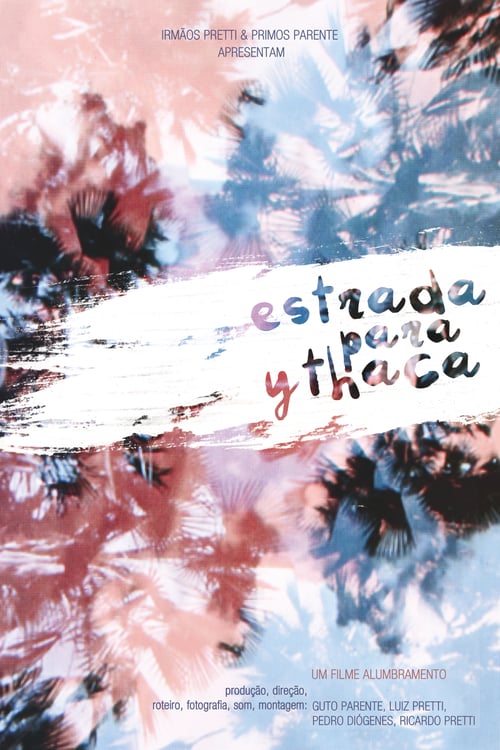 IRMÃOS PRETTI & PRIMOS PARENTE
APRESENTAM
estrada
para
ythaca
UM FILME ALUMBRAMENTO
produção, direção,
roteiro, fotografia, som, montagem: GUTO PARENTE, LUIZ PRETTI,
PEDRO DIÓGENES, RICARDO PRETTI